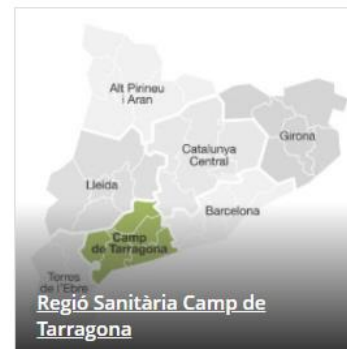 Alt Pirineu
i Aran
Girona
Catalunya
Central
Lleida
Barcelona
Camp
de Tarragona
Terres
de l'Ebre
Regió Sanitària Camp de
Tarragona